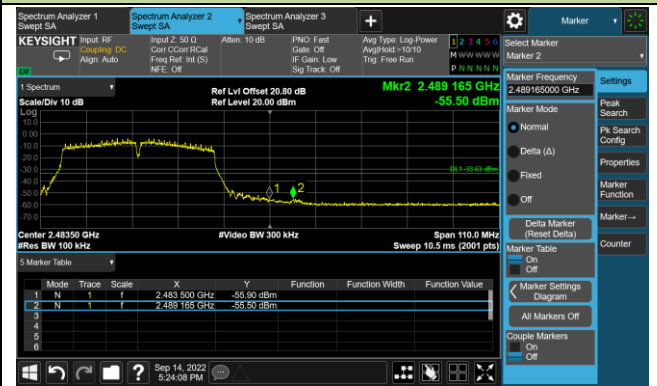 Spectrum Analyzer 1
Swept SA
Spectrum Analyzer 2
Swept SA
Spectrum Analyzer 3
Swept SA
+
Marker
KEYSIGHT
Input: RF
Coupling: DC
Align: Auto
Input Z: 50 Ω
Corr CCorr RCal
Freq Ref: Int (S)
NFE: Off
Atten: 10 dB
PNO: Fast
Gate: Off
IF Gain: Low
Sig Track: Off
Avg Type: Log-Power
Avg|Hold:>10/10
Trig: Free Run
1 2 3 4 5 6
M W W W W W
P N N N N N
Select Marker
Marker 2
1 Spectrum
Scale/Div 10 dB
Log
Ref Lvl Offset 20.80 dB
Ref Level 20.00 dBm
Mkr2 2.489 165 GHz
-55.50 dBm
10.0
0.00
-10.0
-20.0
-30.0
-40.0
-50.0
-60.0
-70.0
DL1 -33.63 dBm
1
2
Center 2.48350 GHz
#Res BW 100 kHz
#Video BW 300 kHz
Span 110.0 MHz
Sweep 10.5 ms (2001 pts)
5 Marker Table
Mode Trace Scale X Y Function Function Width Function Value
1 N 1 f 2.483 500 GHz -55.90 dBm
2 N 1 f 2.489 165 GHz -55.50 dBm
3
4
5
6
Marker Frequency
2.489165000 GHz
Marker Mode
Normal
Delta (Δ)
Fixed
Off
Delta Marker
(Reset Delta)
Marker Table
On
Off
Marker Settings
Diagram
All Markers Off
Couple Markers
On
Off
Settings
Peak
Search
Pk Search
Config
Properties
Marker
Function
Marker→
Counter
?
Sep 14, 2022
5:24:08 PM